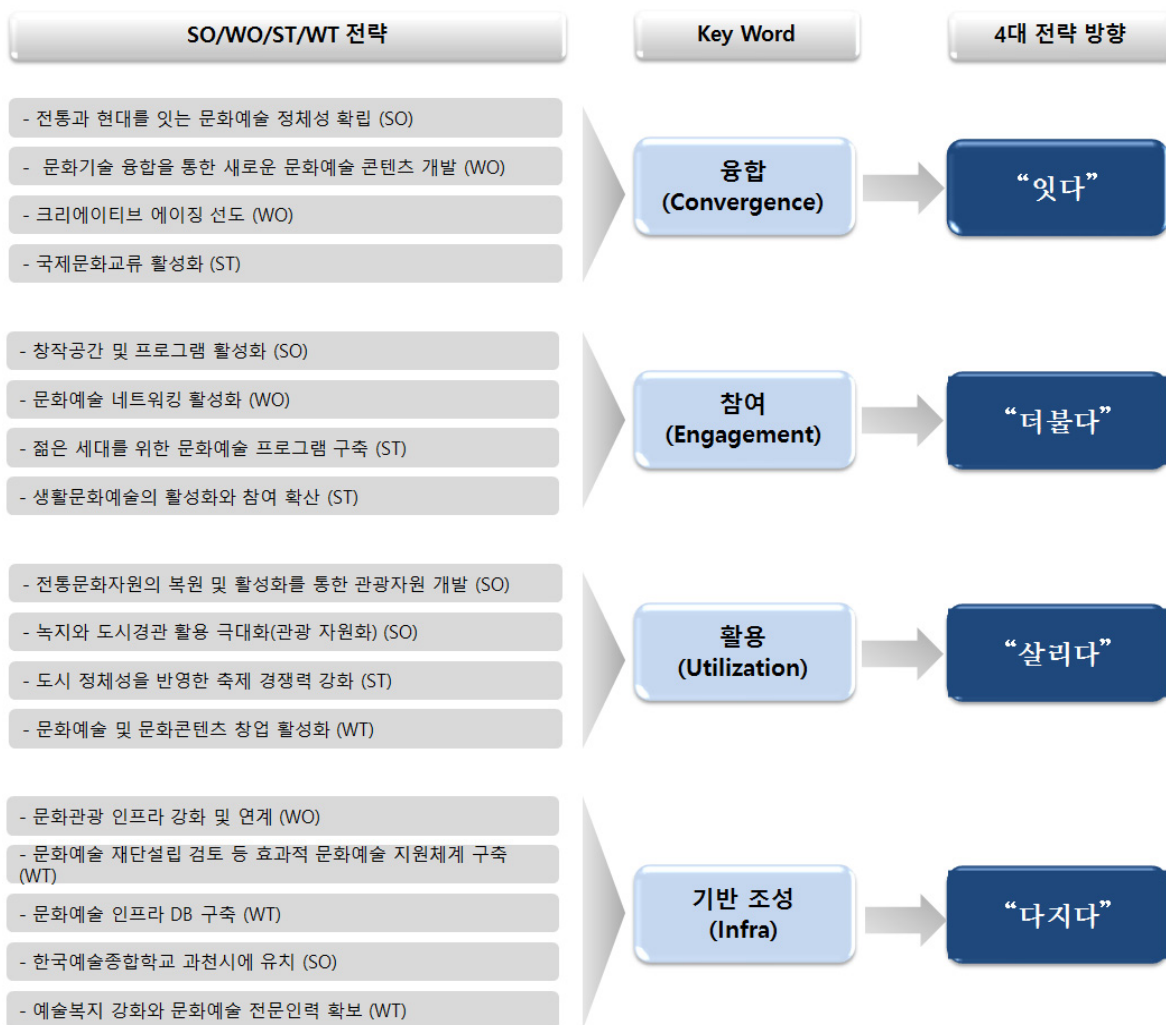 SO/WO/ST/WT 전략
Key Word
4대 전략 방향
- 전통과 현대를 잇는 문화예술 정체성 확립 (SO)
- 문화기술 융합을 통한 새로운 문화예술 콘텐츠 개발 (WO)
- 크리에이티브 에이징 선도 (WO)
- 국제문화교류 활성화 (ST)
융합
(Convergence)
“잇다”
- 창작공간 및 프로그램 활성화 (SO)
- 문화예술 네트워킹 활성화 (WO)
- 젊은 세대를 위한 문화예술 프로그램 구축 (ST)
- 생활문화예술의 활성화와 참여 확산 (ST)
참여
(Engagement)
“더불다”
- 전통문화자원의 복원 및 활성화를 통한 관광자원 개발 (SO)
- 녹지와 도시경관 활용 극대화(관광 자원화) (SO)
- 도시 정체성을 반영한 축제 경쟁력 강화 (ST)
- 문화예술 및 문화콘텐츠 창업 활성화 (WT)
활용
(Utilization)
“살리다”
- 문화관광 인프라 강화 및 연계 (WO)
- 문화예술 재단설립 검토 등 효과적 문화예술 지원체계 구축
(WT)
- 문화예술 인프라 DB 구축 (WT)
- 한국예술종합학교 과천시에 유치 (SO)
- 예술복지 강화와 문화예술 전문인력 확보 (WT)
기반 조성
(Infra)
“다지다”